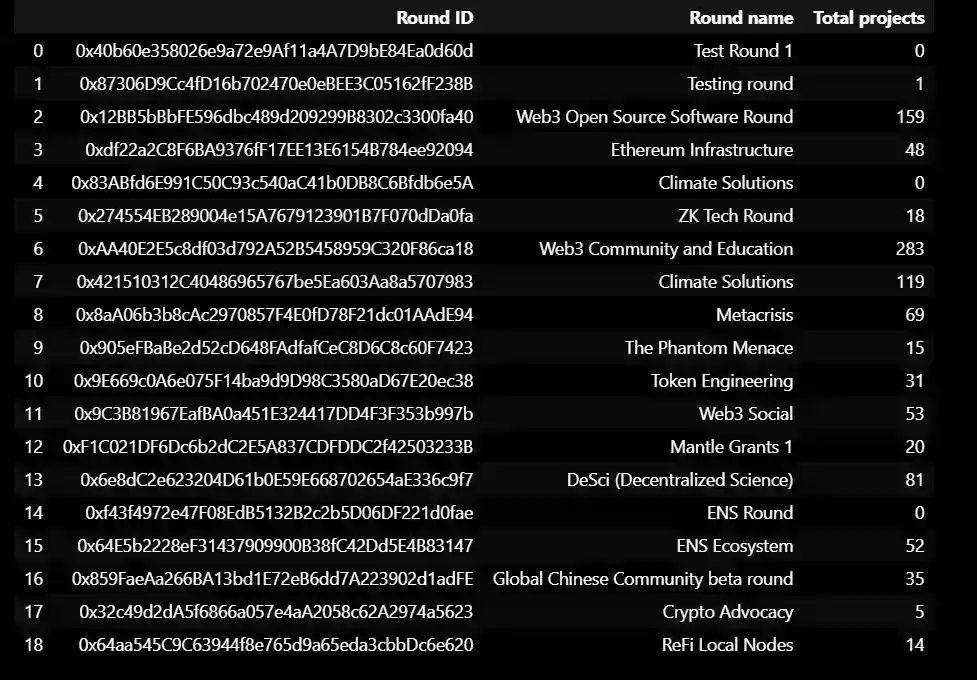 Round ID Round name Total projects
0 0x40b60e358026e9a72e9Af11a4A7D9bE84Ea0d60d Test Round 1 0
1 0x87306D9Cc4fD16b702470e0eBEE3C05162fF238B Testing round 1
2 0x12BB5bBbFE596dbc489d209299B8302c3300fa40 Web3 Open Source Software Round 159
3 0xdf22a2C8F6BA9376fF17EE13E6154B784ee92094 Ethereum Infrastructure 48
4 0x83ABfd6E991C50C93c540aC41b0DB8C6Bfdb6e5A Climate Solutions 0
5 0x274554EB289004e15A7679123901B7F070dDa0fa ZK Tech Round 18
6 0xAA40E2E5c8df03d792A52B5458959C320F86ca18 Web3 Community and Education 283
7 0x421510312C40486965767be5Ea603Aa8a5707983 Climate Solutions 119
8 0x8aA06b3b8cAc2970857F4E0fD78F21dc01AAdE94 Metacrisis 69
9 0x905eFBaBe2d52cD648FAdfafCeC8D6C8c60F7423 The Phantom Menace 15
10 0x9E669c0A6e075F14ba9d9D98C3580aD67E20ec38 Token Engineering 31
11 0x9C3B81967EafBA0a451E324417DD4F3F353b997b Web3 Social 53
12 0xF1C021DF6Dc6b2dC2E5A837CDFDDC2f42503233B Mantle Grants 1 20
13 0x6e8dC2e623204D61b0E59E668702654aE336c9f7 DeSci (Decentralized Science) 81
14 0xf43f4972e47F08EdB5132B2c2b5D06DF221d0fae ENS Round 0
15 0x64E5b2228eF31437909900B38fC42Dd5E4B83147 ENS Ecosystem 52
16 0x859FaeAa266BA13bd1E72eB6dd7A223902d1adFE Global Chinese Community beta round 35
17 0x32c49d2dA5f6866a057e4aA2058c62A2974a5623 Crypto Advocacy 5
18 0x64aa545C9C63944f8e765d9a65eda3cbbDc6e620 ReFi Local Nodes 14